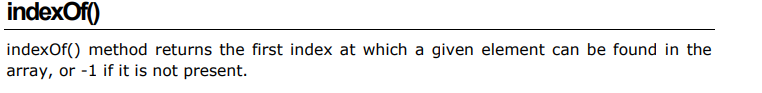 indexOf()
indexOf() method returns the first index at which a given element can be found in the
array, or -1 if it is not present.